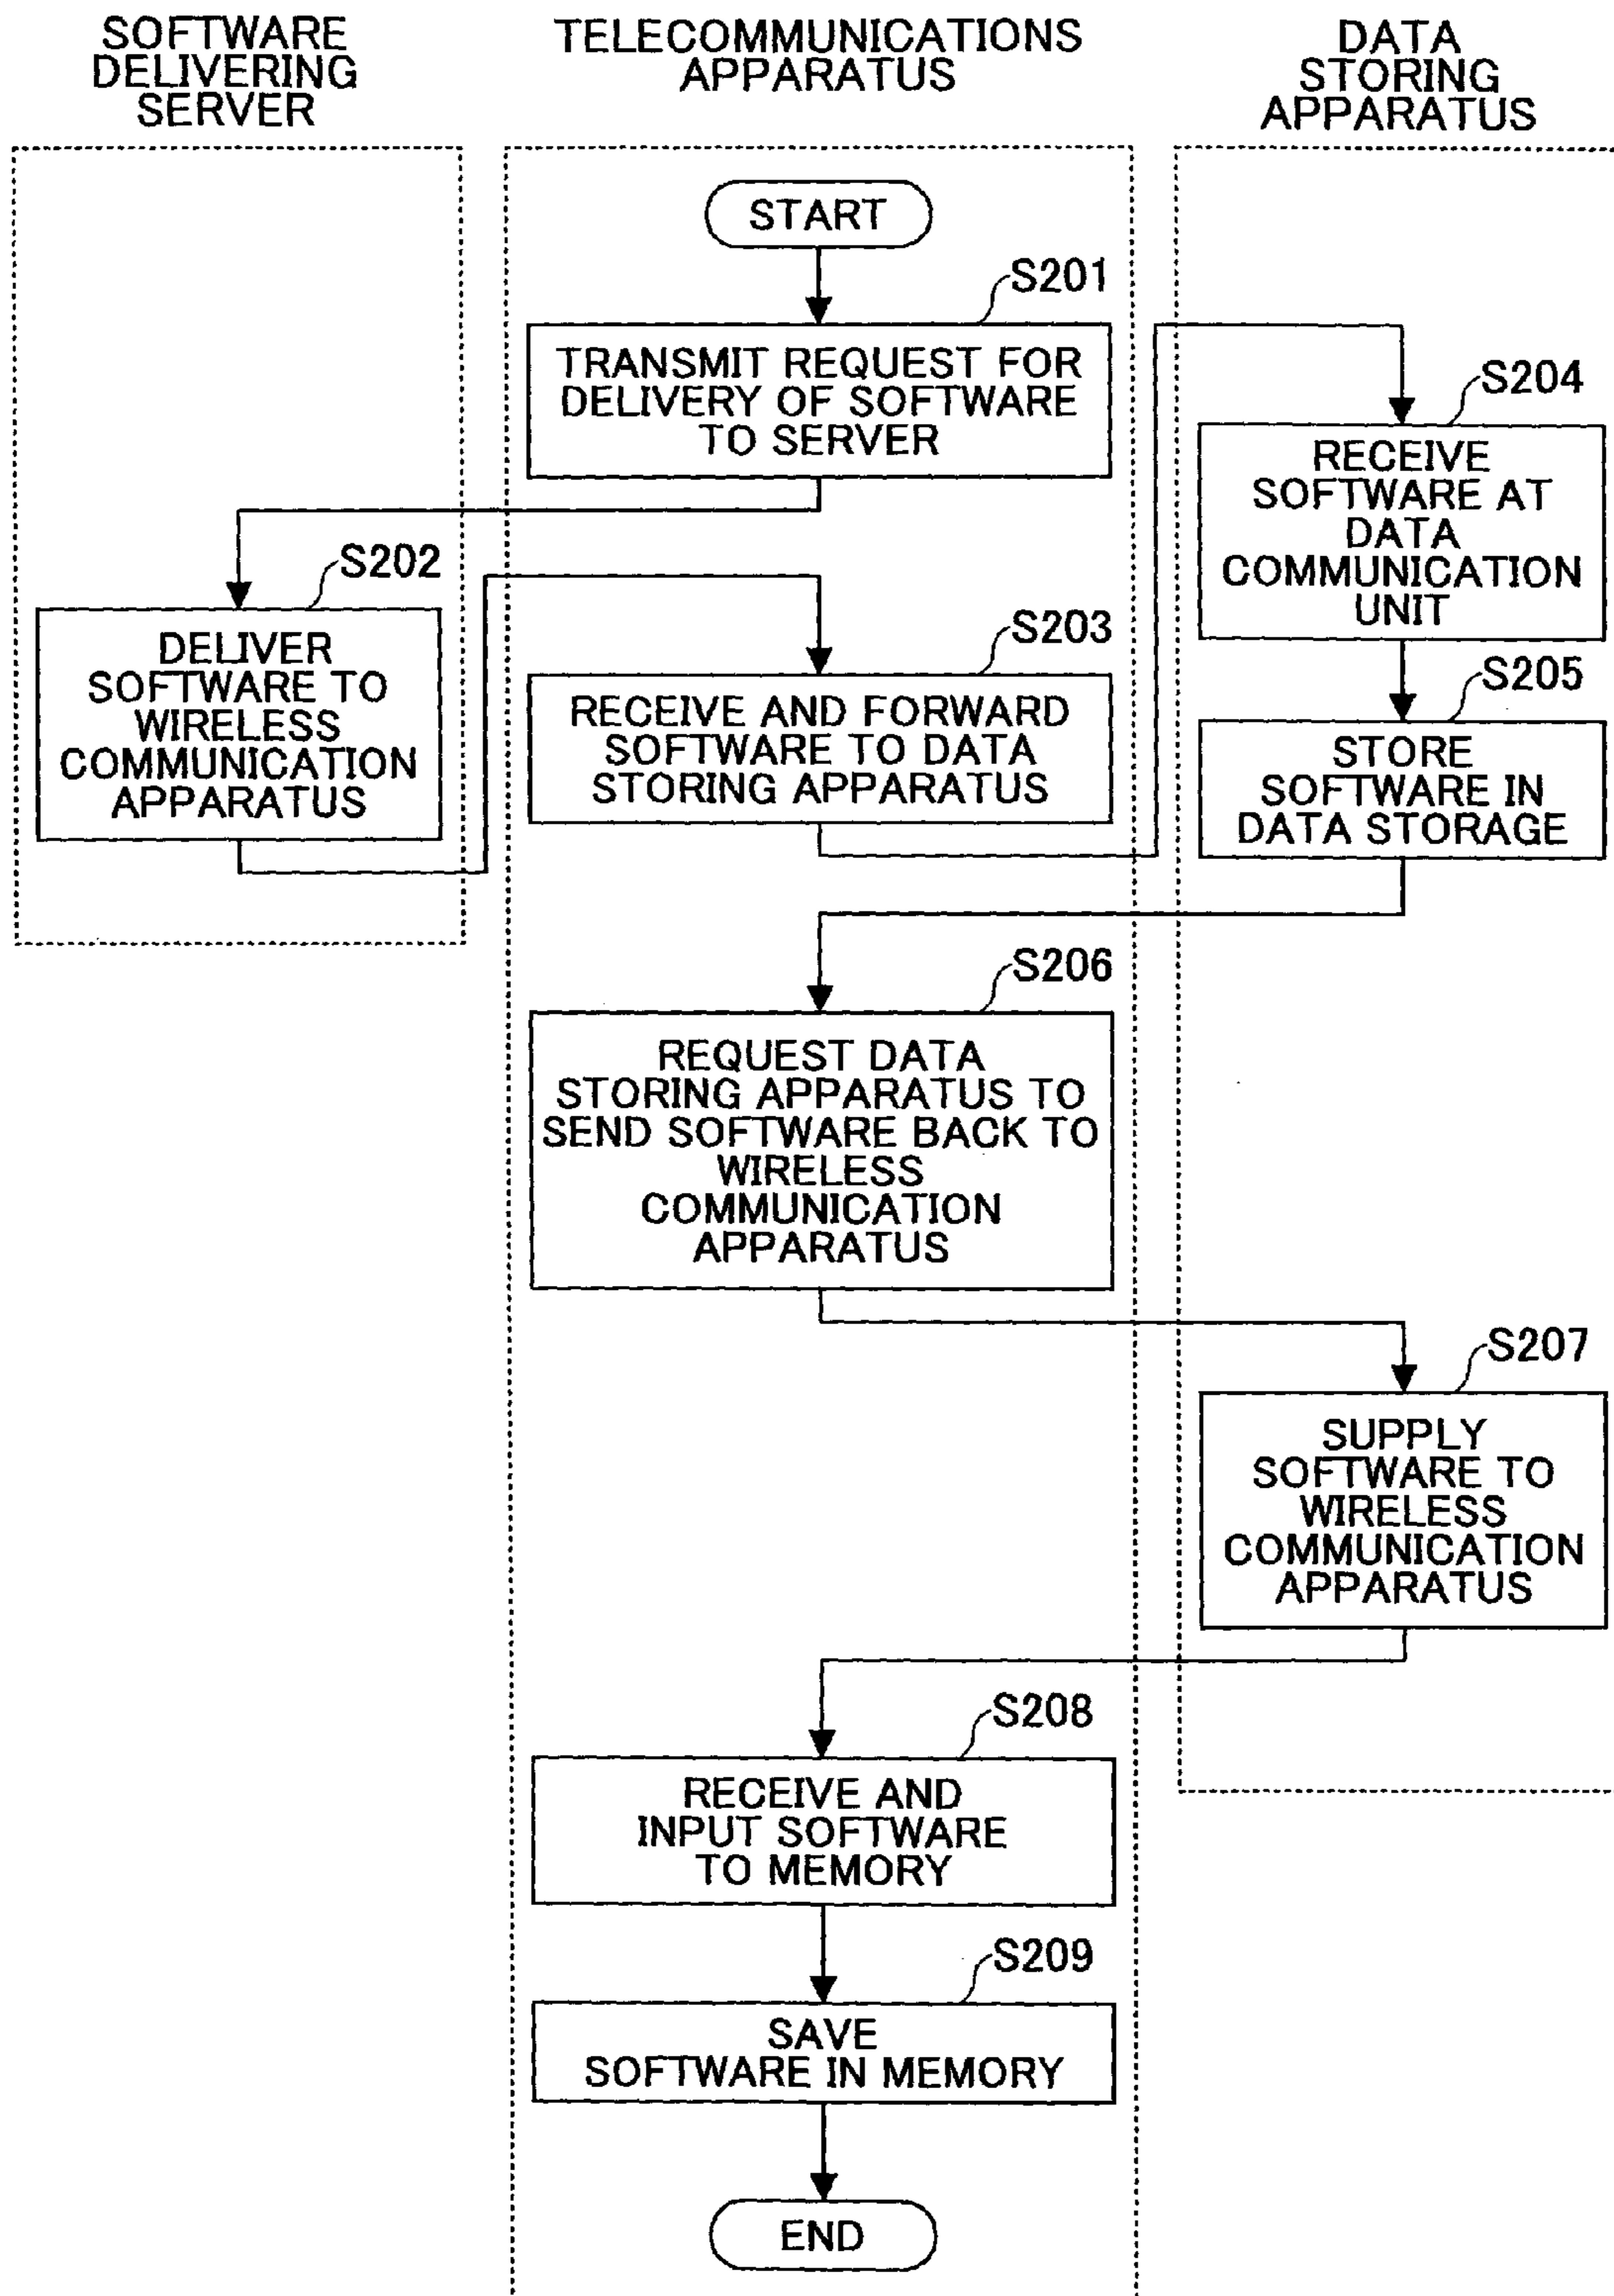 SOFTWARE
DELIVERING
SERVER
TELECOMMUNICATIONS
APPARATUS
DATA
STORING
APPARATUS
START
S201
TRANSMIT REQUEST FOR
DELIVERY OF SOFTWARE
TO SERVER
S202
DELIVER
SOFTWARE TO
WIRELESS
COMMUNICATION
APPARATUS
S203
RECEIVE AND FORWARD
SOFTWARE TO DATA
STORING APPARATUS
S204
RECEIVE
SOFTWARE AT
DATA
COMMUNICATION
UNIT
S205
STORE
SOFTWARE IN
DATA STORAGE
S206
REQUEST DATA
STORING APPARATUS TO
SEND SOFTWARE BACK TO
WIRELESS
COMMUNICATION
APPARATUS
S207
SUPPLY
SOFTWARE TO
WIRELESS
COMMUNICATION
APPARATUS
S208
RECEIVE AND
INPUT SOFTWARE
TO MEMORY
S209
SAVE
SOFTWARE IN MEMORY
END